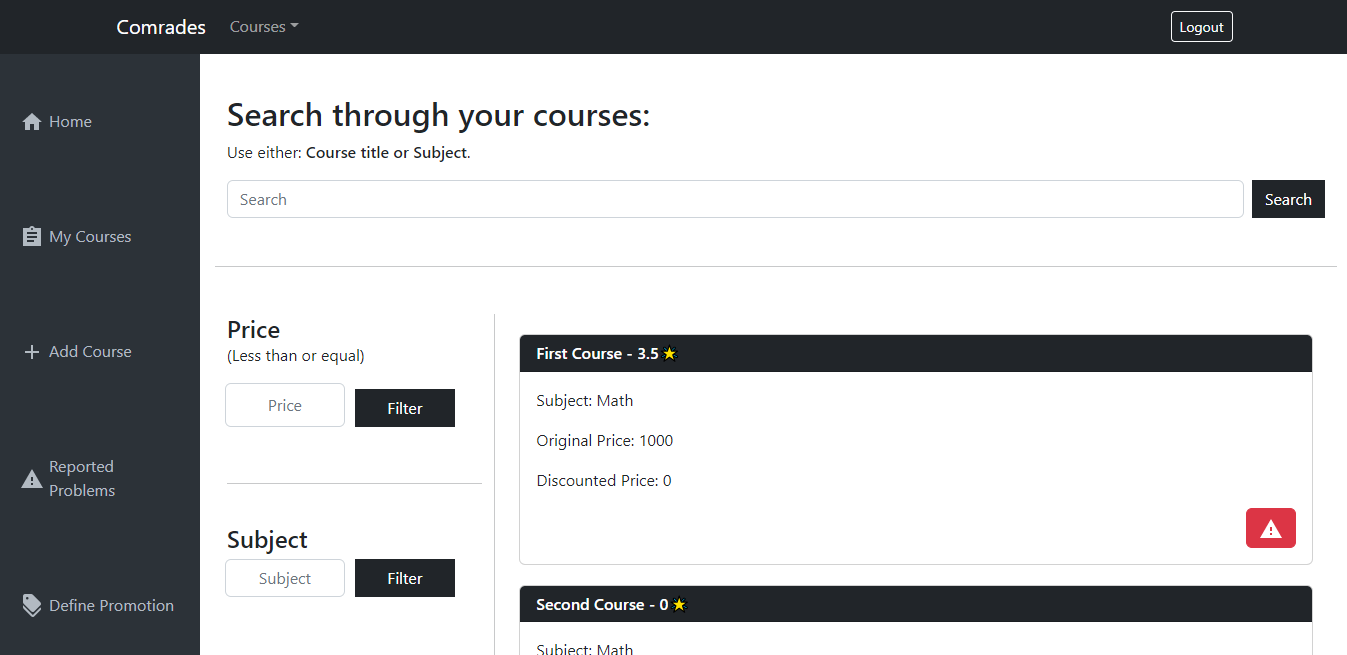 Comrades
Courses
Logout
Home
My Courses
Add Course
Reported
Problems
Define Promotion
Search through your courses:
Use either: Course title or Subject.
Search
Search
Price
(Less than or equal)
Price
Filter
Subject
Subject
Filter
First Course - 3.5
Subject: Math
Original Price: 1000
Discounted Price: 0
Second Course - 0
Subject: Math